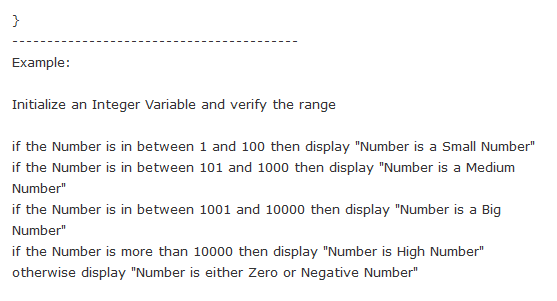 }
-----------------------------------------
Example:
Initialize an Integer Variable and verify the range
if the Number is in between 1 and 100 then display "Number is a Small Number"
if the Number is in between 101 and 1000 then display "Number is a Medium
Number"
if the Number is in between 1001 and 10000 then display "Number is a Big
Number"
if the Number is more than 10000 then display "Number is High Number"
otherwise display "Number is either Zero or Negative Number"